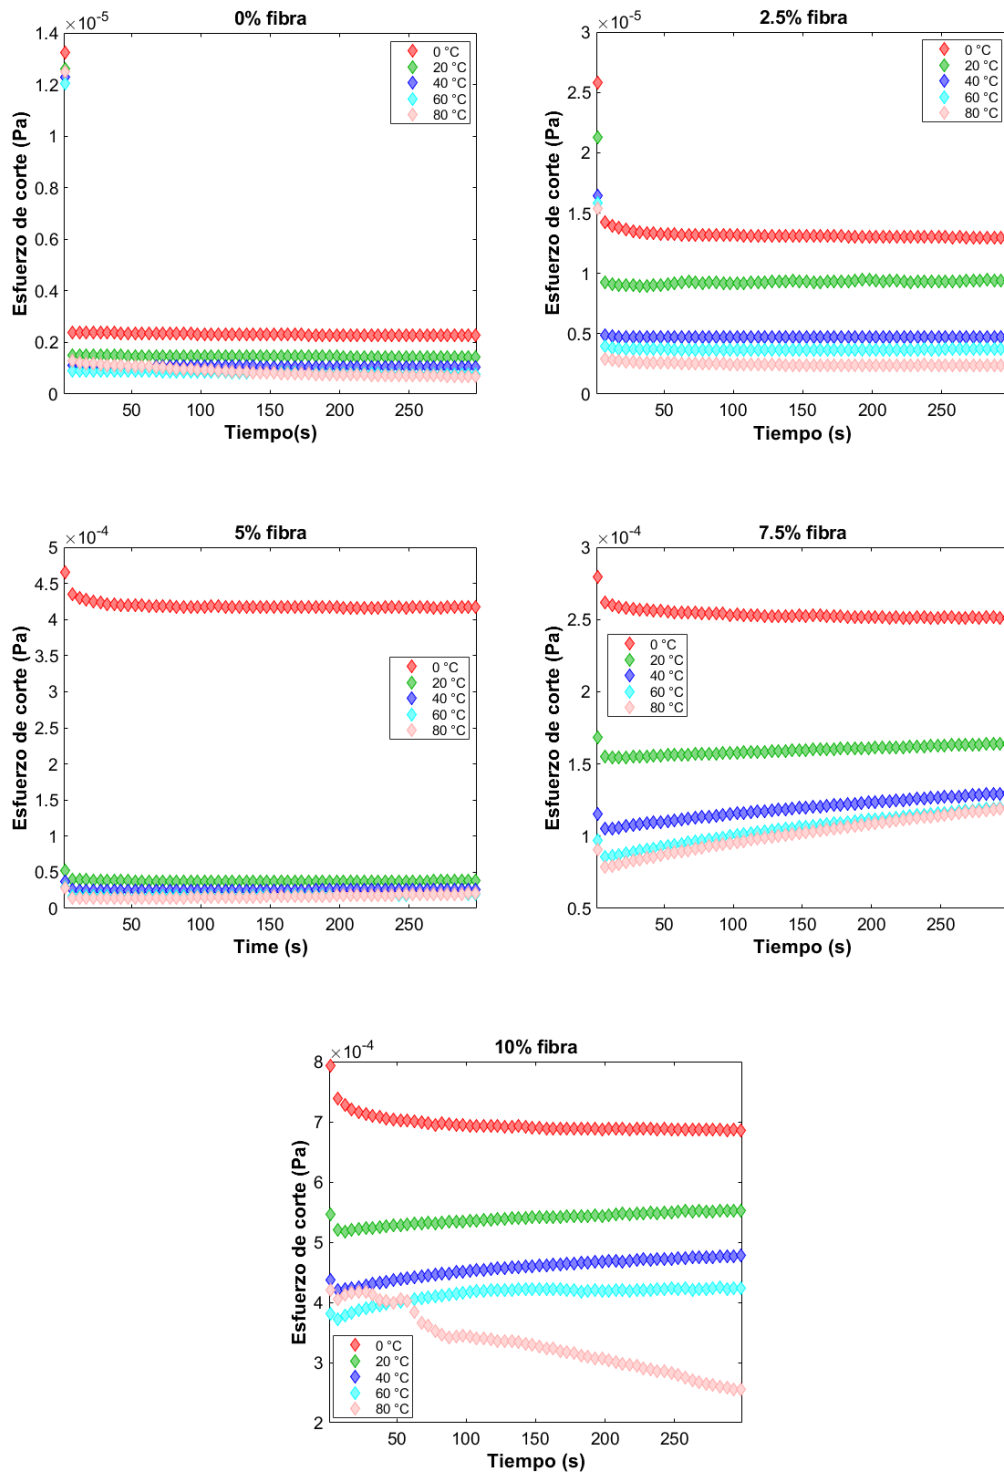 0% fibra
×10^-5
Esfuerzo de corte (Pa)
1.4
1.2
1
0.8
0.6
0.4
0.2
0
50 100 150 200 250
Tiempo(s)
0 °C
20 °C
40 °C
60 °C
80 °C
2.5% fibra
×10^-5
Esfuerzo de corte (Pa)
3
2.5
2
1.5
1
0.5
0
50 100 150 200 250
Tiempo (s)
0 °C
20 °C
40 °C
60 °C
80 °C
5% fibra
×10^-4
Esfuerzo de corte (Pa)
5
4.5
4
3.5
3
2.5
2
1.5
1
0.5
0
50 100 150 200 250
Time (s)
0 °C
20 °C
40 °C
60 °C
80 °C
7.5% fibra
×10^-4
Esfuerzo de corte (Pa)
3
2.5
2
1.5
1
0.5
50 100 150 200 250
Tiempo (s)
0 °C
20 °C
40 °C
60 °C
80 °C
10% fibra
×10^-4
Esfuerzo de corte (Pa)
8
7
6
5
4
3
2
50 100 150 200 250
Tiempo (s)
0 °C
20 °C
40 °C
60 °C
80 °C